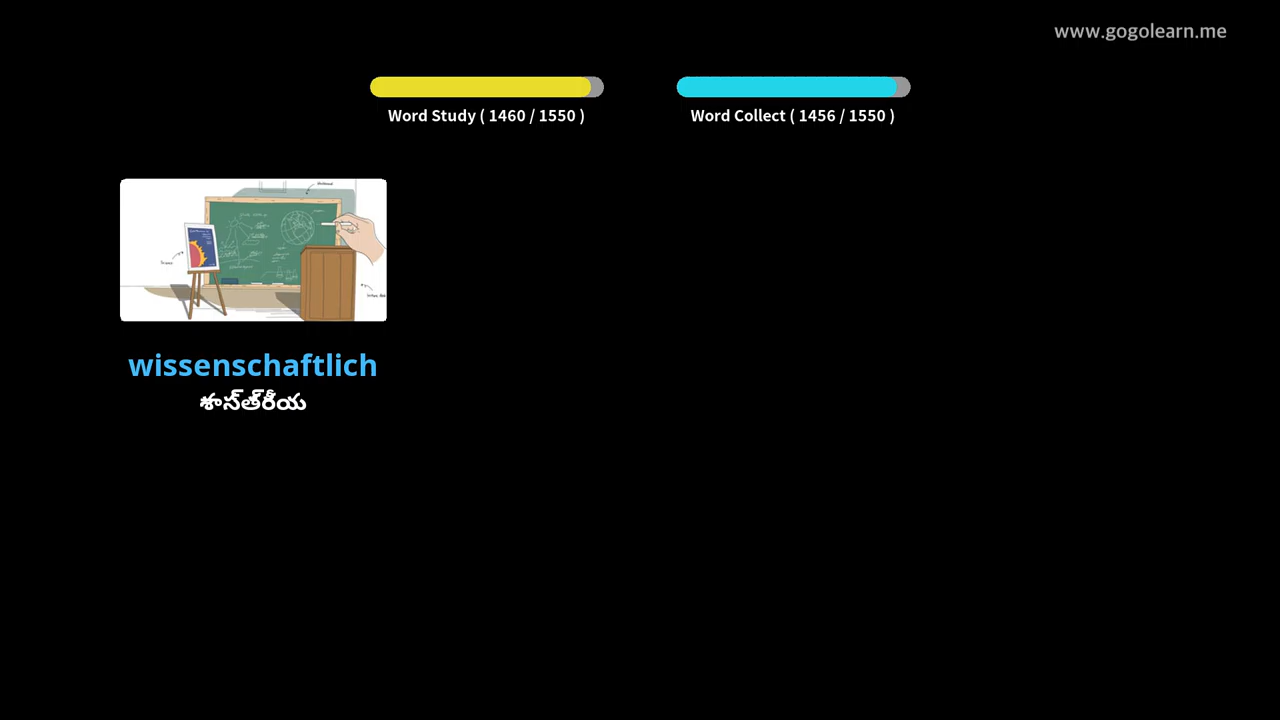 www.gogolearn.me
Word Study ( 1460 / 1550 )
Word Collect ( 1456 / 1550 )
wissenschaftlich
శాస్త్రీయ